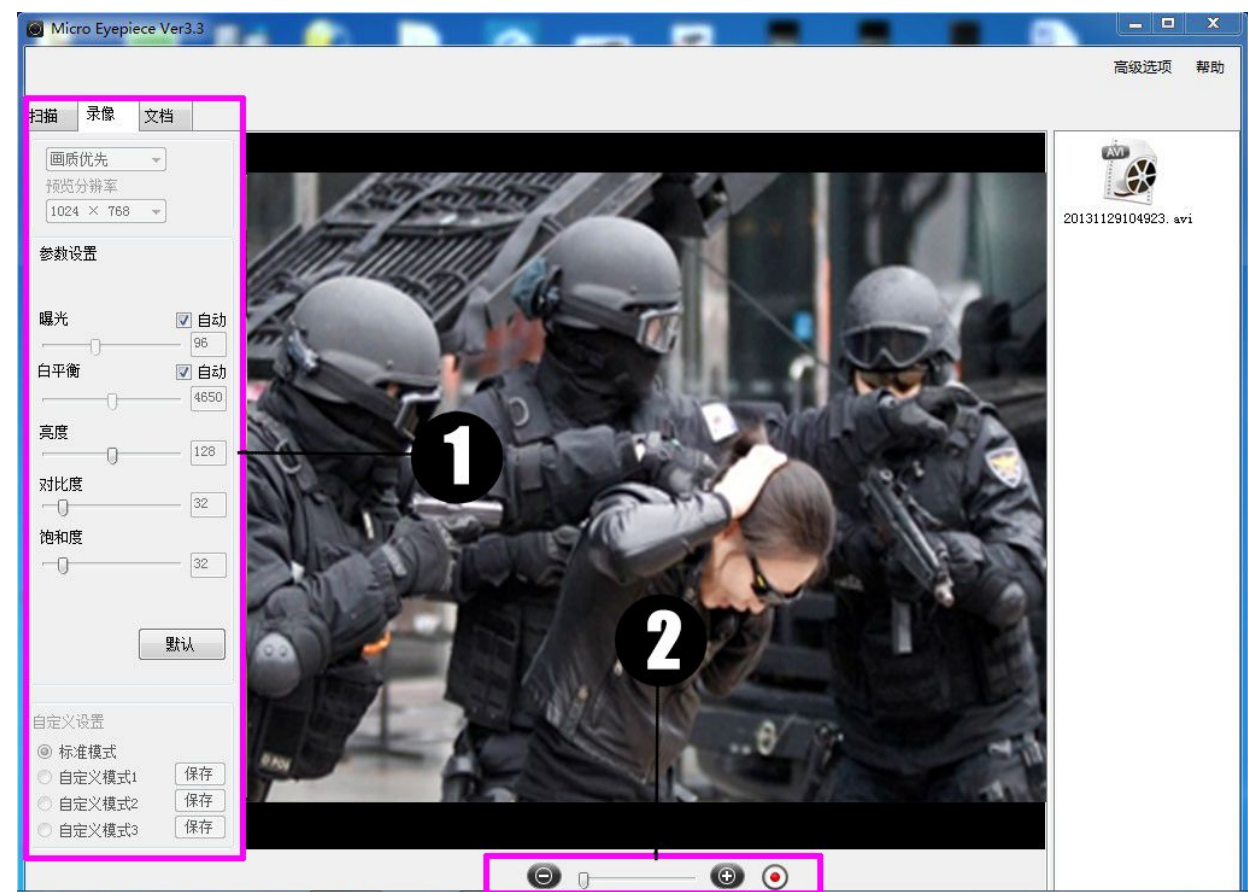 Micro Eyepiece Ver3.3
高级选项 帮助
扫描 录像 文档
画质优先
预览分辨率
1024 × 768
参数设置
曝光 自动
96
白平衡 自动
4650
亮度
128
对比度
32
饱和度
32
默认
自定义设置
标准模式
自定义模式1 保存
自定义模式2 保存
自定义模式3 保存
1
2
AVI
20131129104923.avi